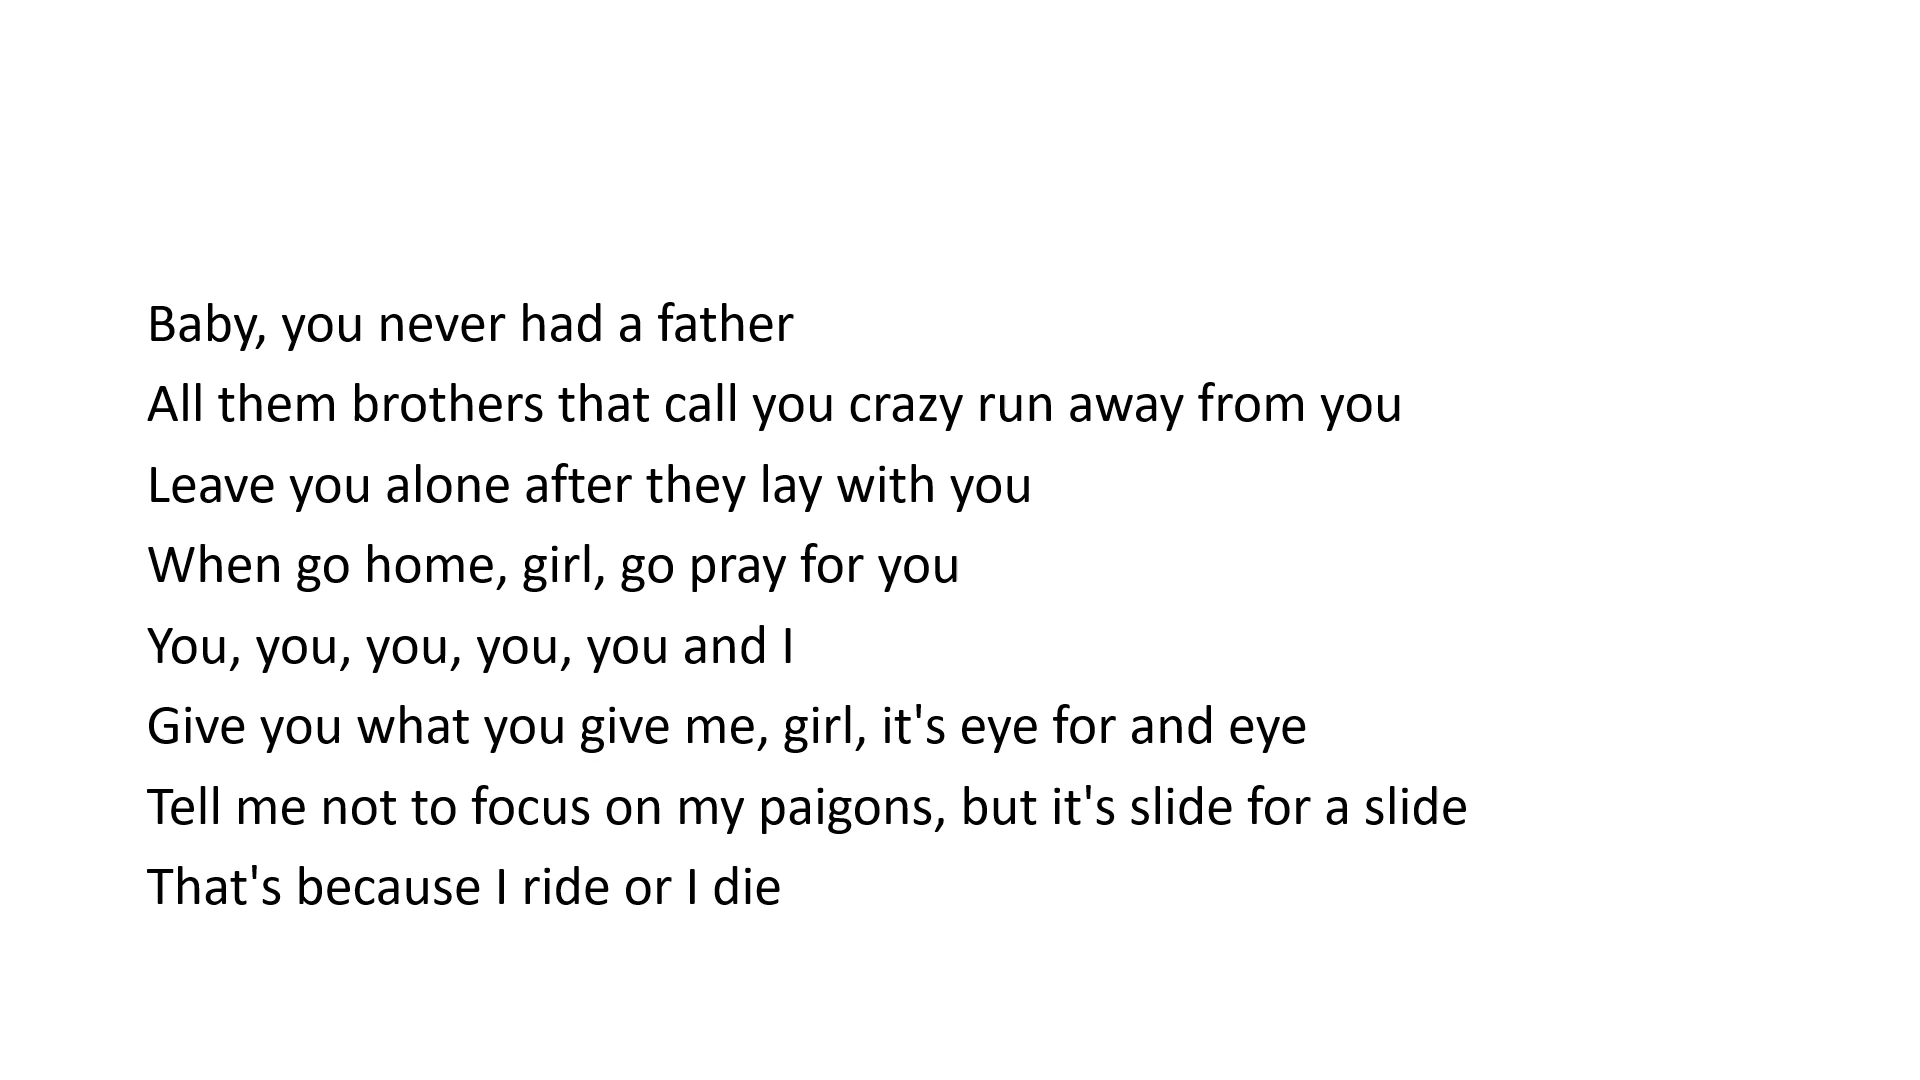 Baby, you never had a father
All them brothers that call you crazy run away from you
Leave you alone after they lay with you
When go home, girl, go pray for you
You, you, you, you, you and I
Give you what you give me, girl, it's eye for and eye
Tell me not to focus on my paigons, but it's slide for a slide
That's because I ride or I die